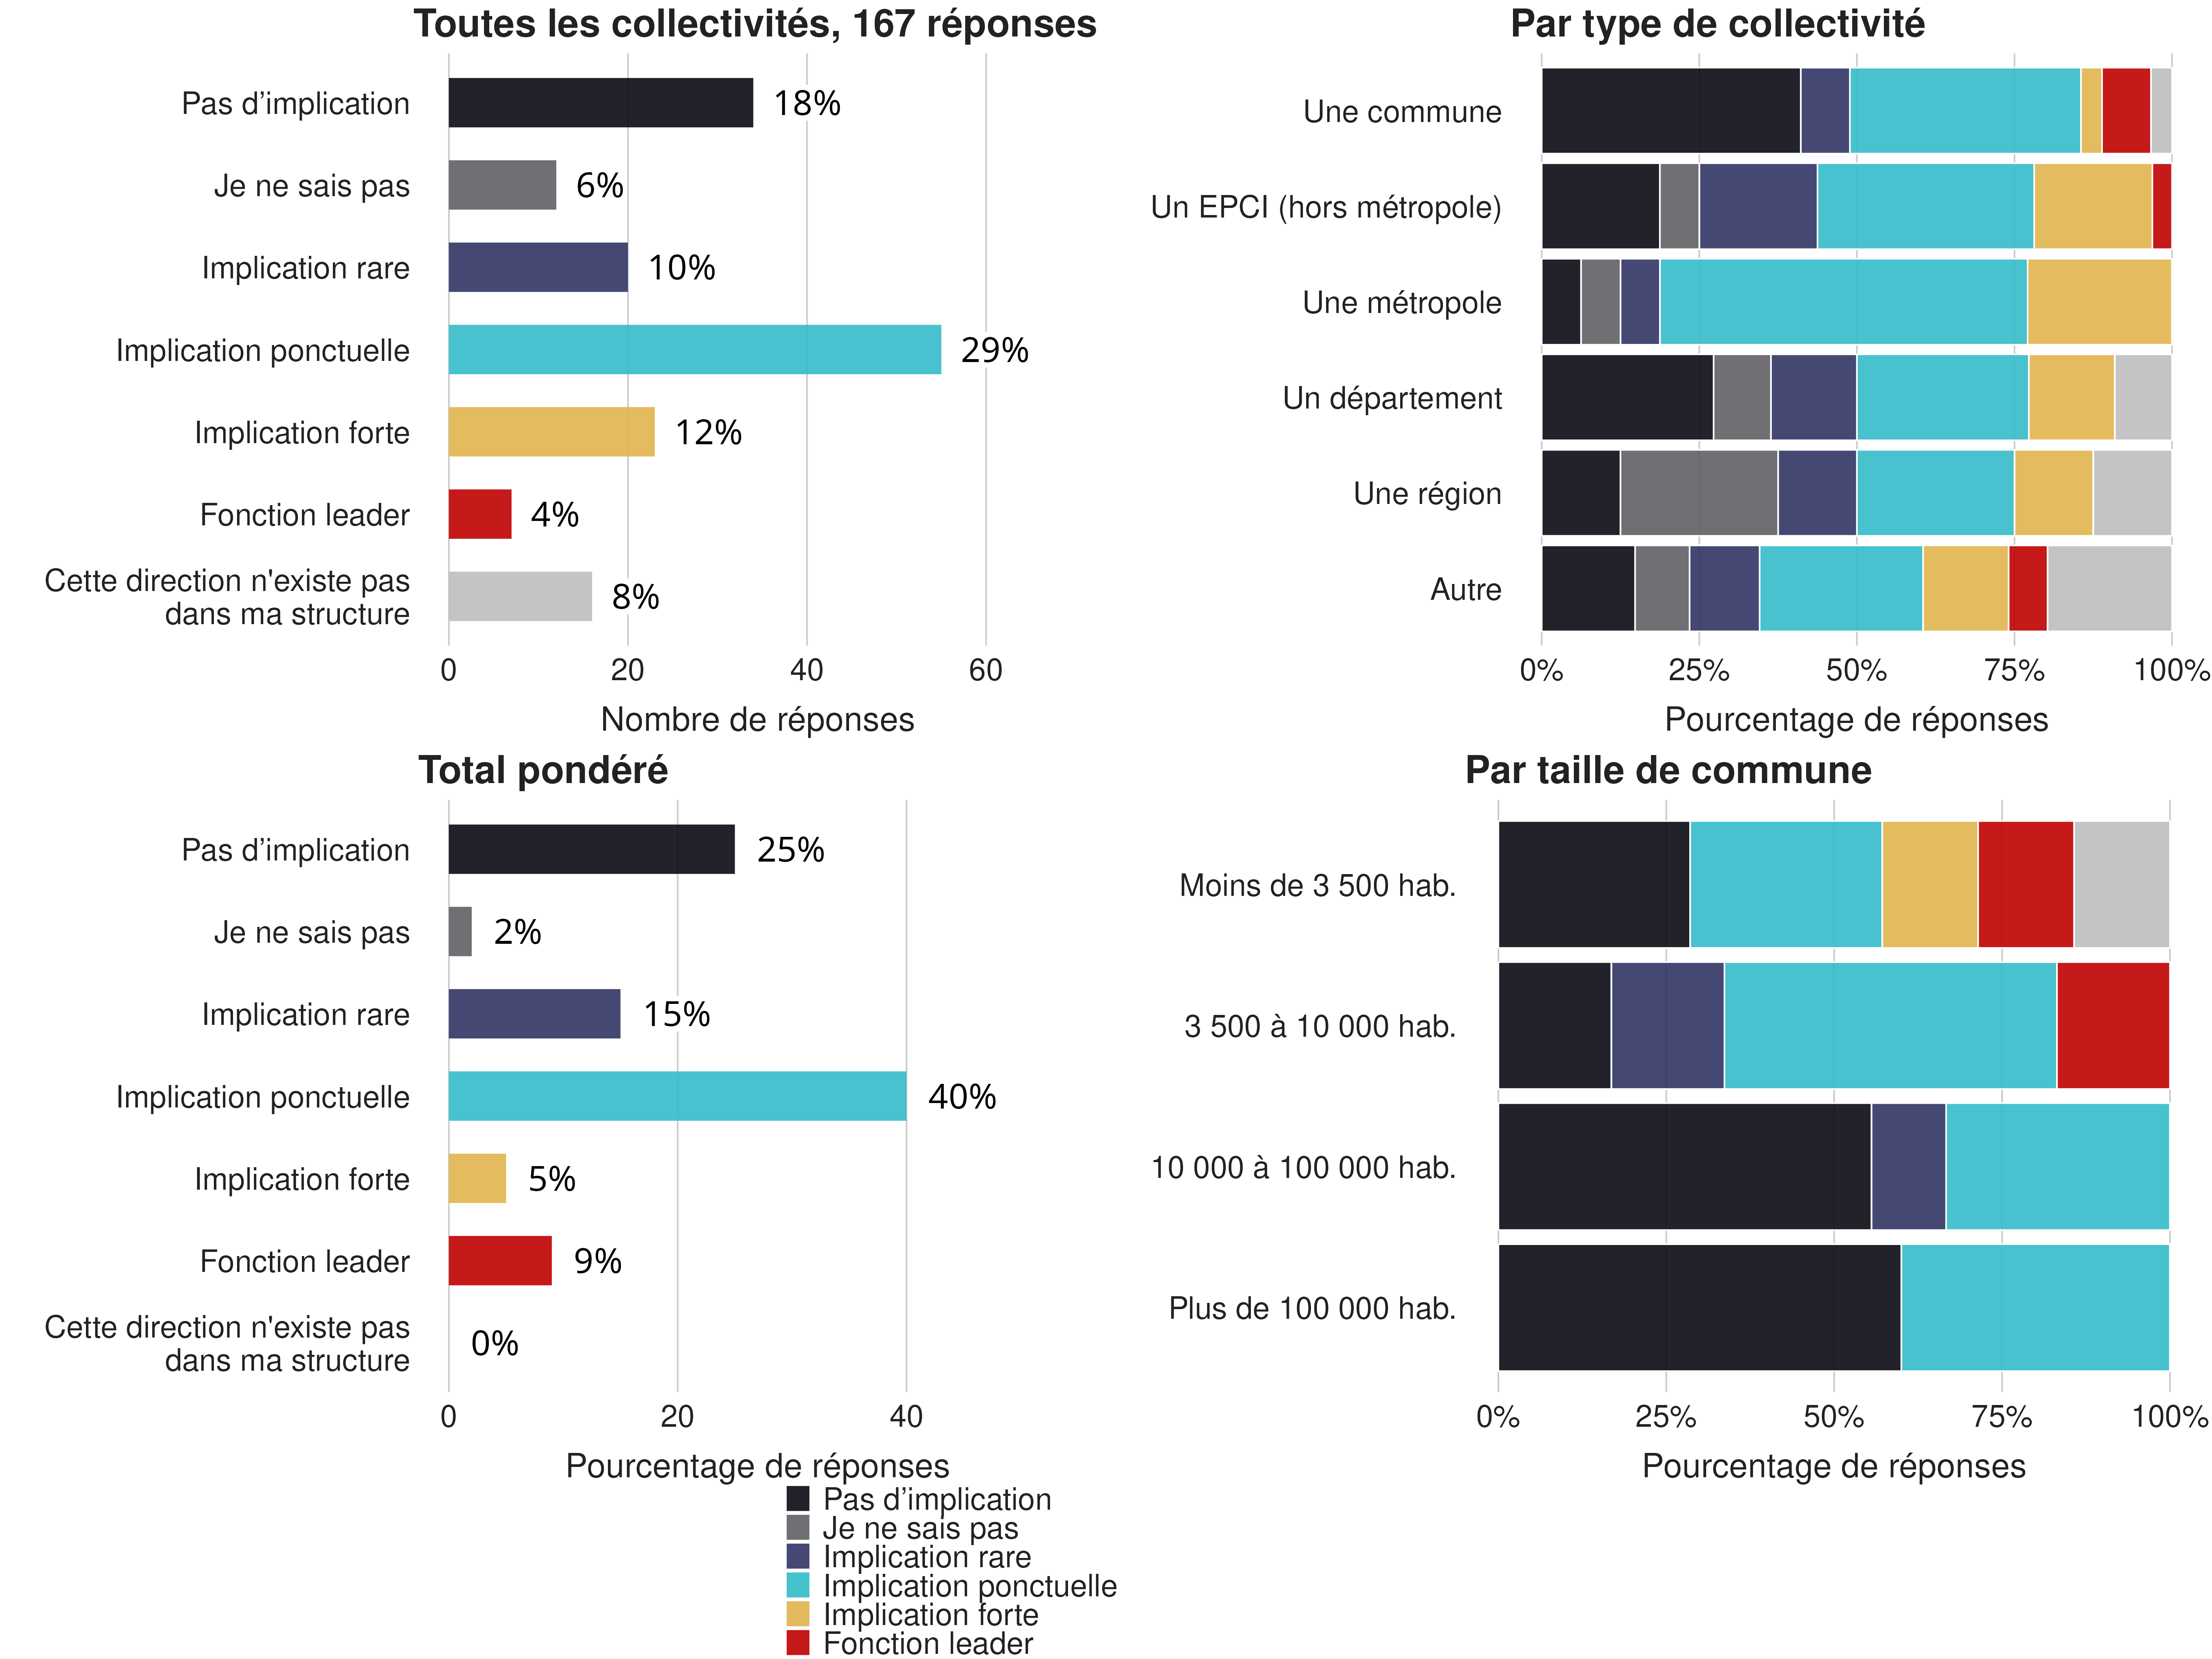 Toutes les collectivités, 167 réponses
Pas d’implication
18%
Je ne sais pas
6%
Implication rare
10%
Implication ponctuelle
29%
Implication forte
12%
Fonction leader
4%
Cette direction n'existe pas
dans ma structure
8%
0 20 40 60
Nombre de réponses
Par type de collectivité
Une commune
Un EPCI (hors métropole)
Une métropole
Un département
Une région
Autre
0% 25% 50% 75% 100%
Pourcentage de réponses
Total pondéré
Pas d’implication
25%
Je ne sais pas
2%
Implication rare
15%
Implication ponctuelle
40%
Implication forte
5%
Fonction leader
9%
Cette direction n'existe pas
dans ma structure
0%
0 20 40
Pourcentage de réponses
Par taille de commune
Moins de 3 500 hab.
3 500 à 10 000 hab.
10 000 à 100 000 hab.
Plus de 100 000 hab.
0% 25% 50% 75% 100%
Pourcentage de réponses
Pas d’implication
Je ne sais pas
Implication rare
Implication ponctuelle
Implication forte
Fonction leader